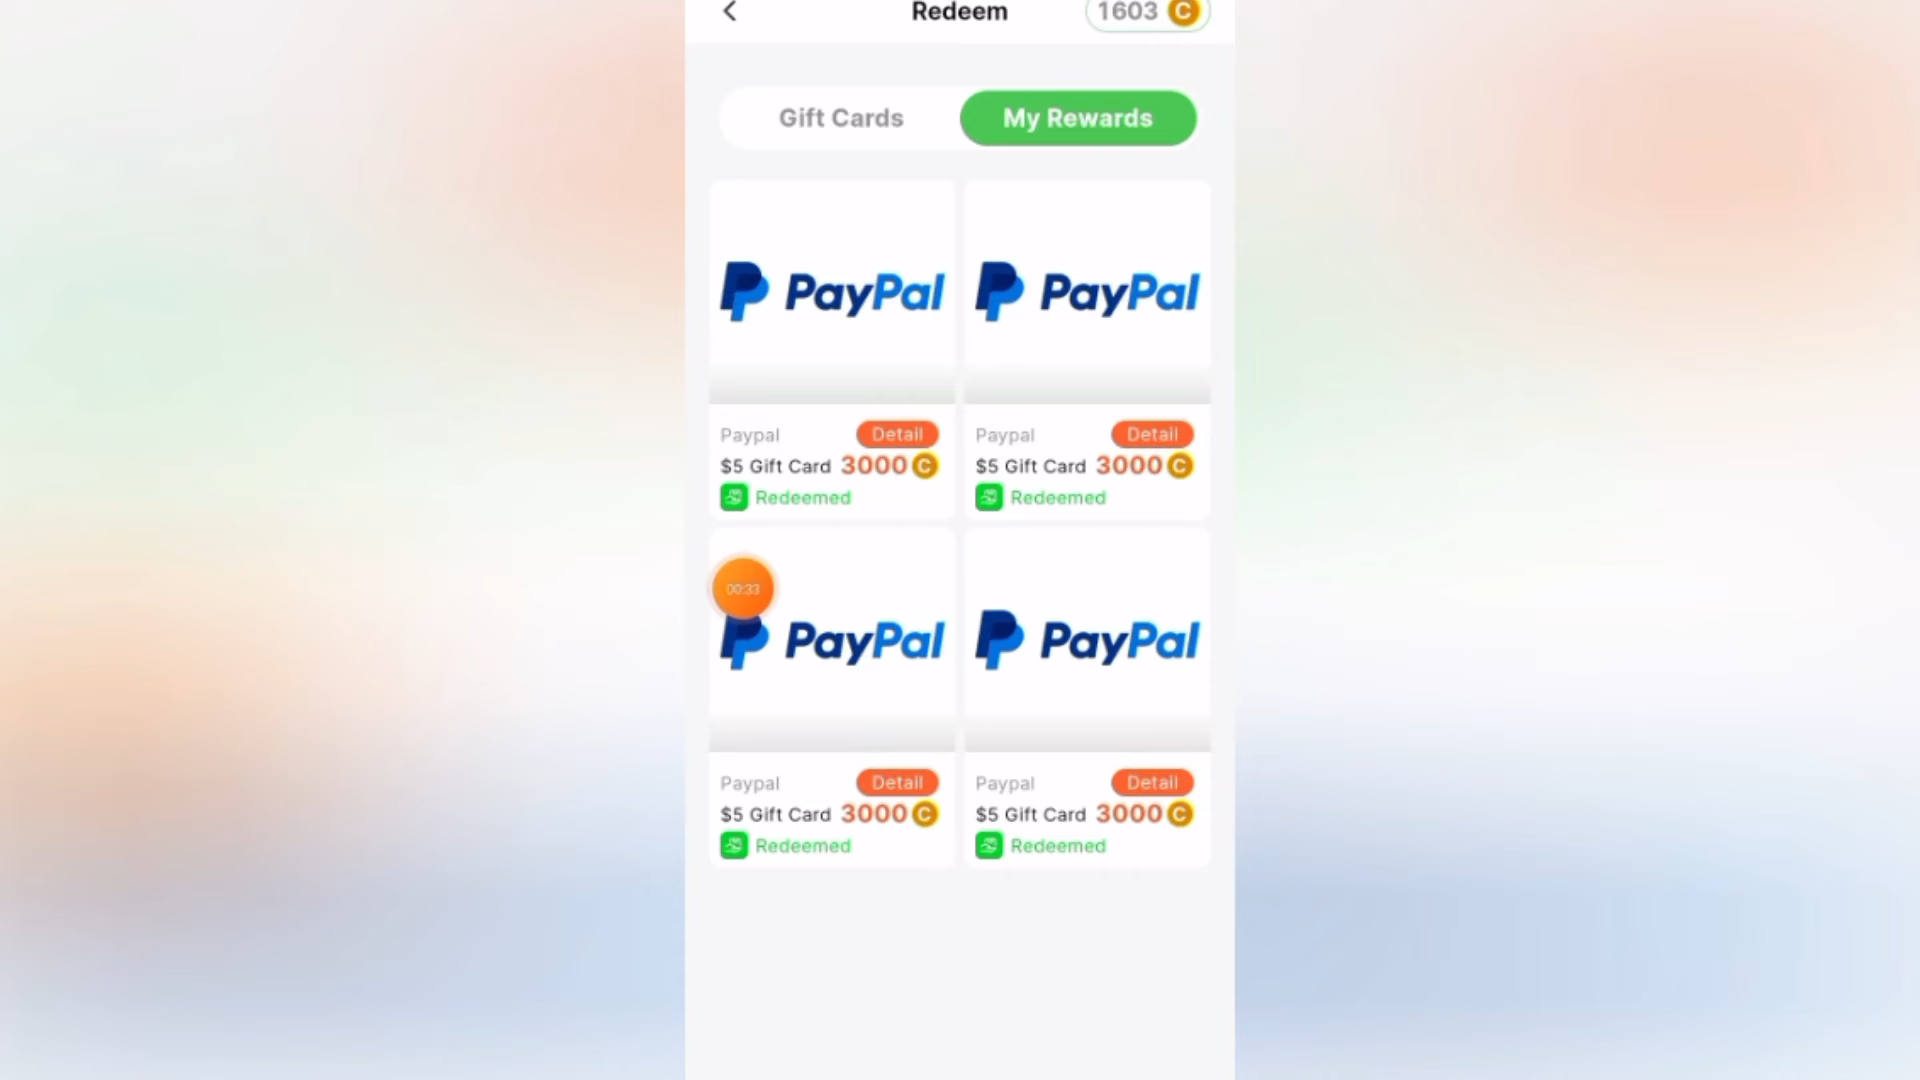 Redeem
1603 C
Gift Cards
My Rewards
PayPal
PayPal
Paypal
Detail
$5 Gift Card 3000 C
Redeemed
Paypal
Detail
$5 Gift Card 3000 C
Redeemed
00:33
PayPal
PayPal
Paypal
Detail
$5 Gift Card 3000 C
Redeemed
Paypal
Detail
$5 Gift Card 3000 C
Redeemed